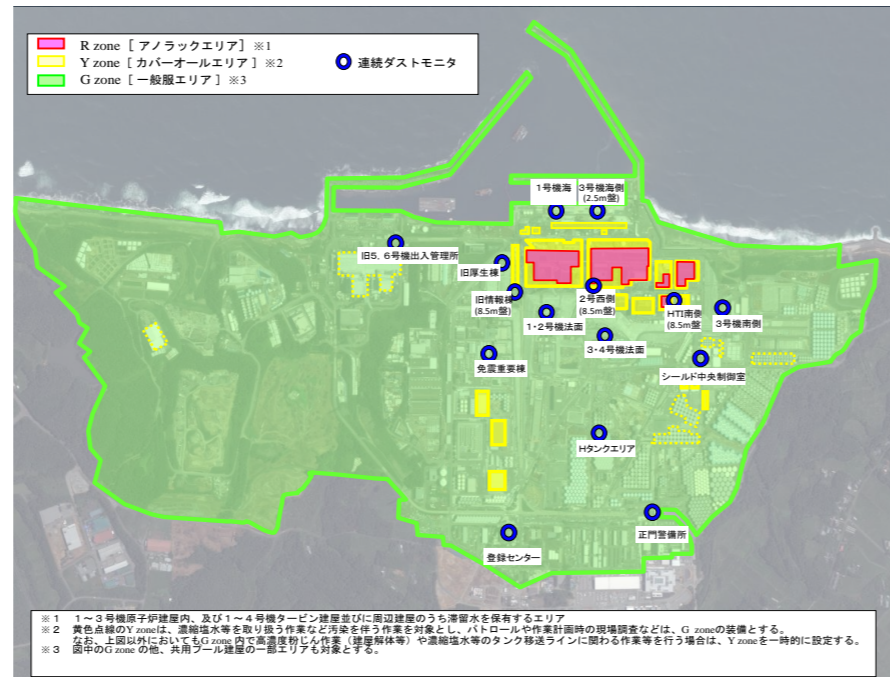 R zone [ アノラックエリア] ※1
Y zone [ カバーオールエリア ] ※2
G zone [ 一般服エリア ] ※3
連続ダストモニタ
1号機海
3号機海側
(2.5m盤)
旧5．6号機出入管理所
旧厚生棟
旧情報棟
(8.5m盤)
2号西側
(8.5m盤)
HTI南側
(8.5m盤)
3号機南側
1・2号機法面
3・4号機法面
免震重要棟
シールド中央制御室
Hタンクエリア
正門警備所
登録センター
※１ １～３号機原子炉建屋内、及び１～４号機タービン建屋並びに周辺建屋のうち滞留水を保有するエリア
※２ 黄色点線のY zoneは、濃縮塩水等を取り扱う作業など汚染を伴う作業を対象とし、パトロールや作業計画時の現場調査などは、G zoneの装備とする。
なお、上図以外においてもG zone 内で高濃度粉じん作業（建屋解体等）や濃縮塩水等のタンク移送ラインに関わる作業等を行う場合は、Y zoneを一時的に設定する。
※３ 図中のG zone の他、共用プール建屋の一部エリアも対象とする。